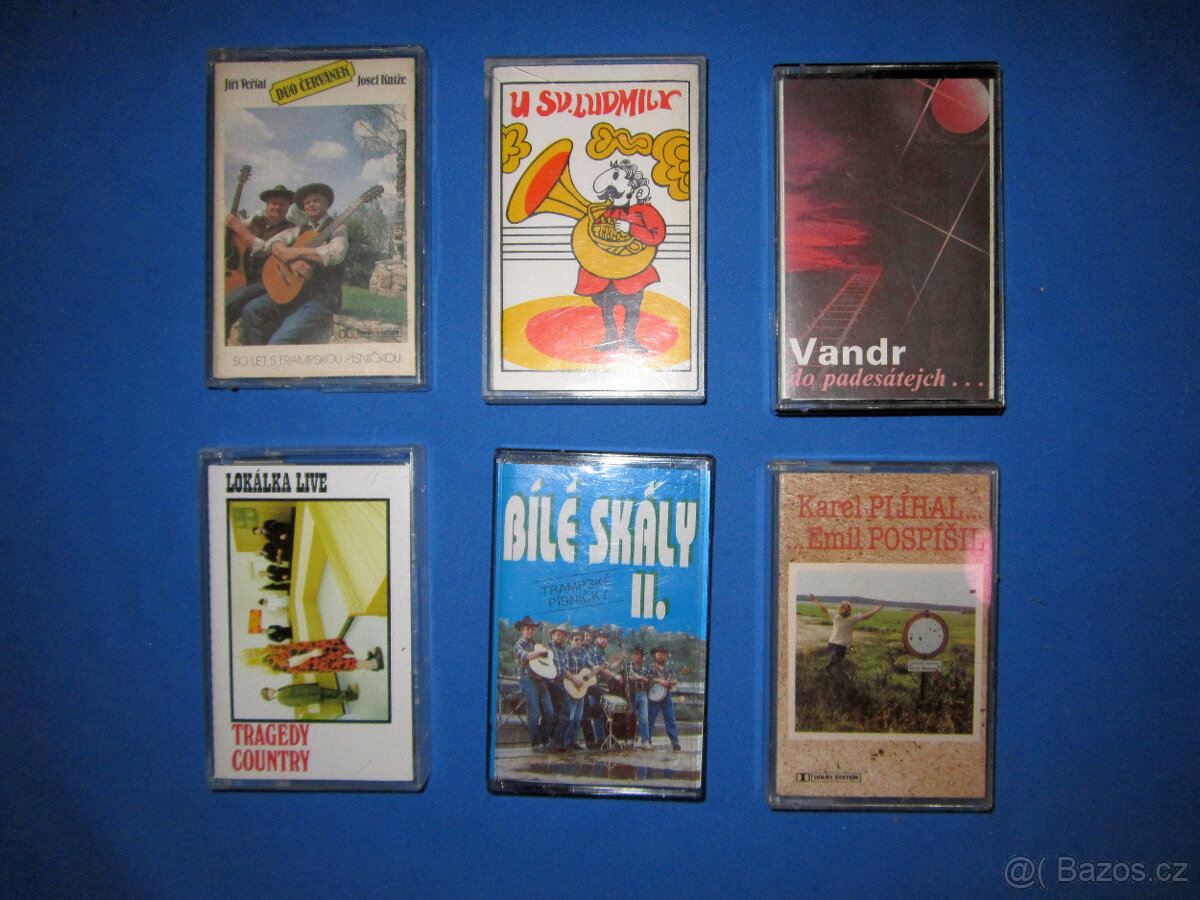 Jiří Veřtat DUO ČERVÁNEK Josef Kníže
50 LET S TRAMPSKOU PÍSNIČKOU
U SV. LUDMILY
Vandr
do padesátejch...
LOKÁLKA LIVE
TRAGEDY
COUNTRY
BÍLÉ SKÁLY
II.
TRAMPSKÉ
PÍSNIČKY
Karel PLÍHAL...
...Emil POSPÍŠIL
DOLBY SYSTEM
@( Bazos.cz